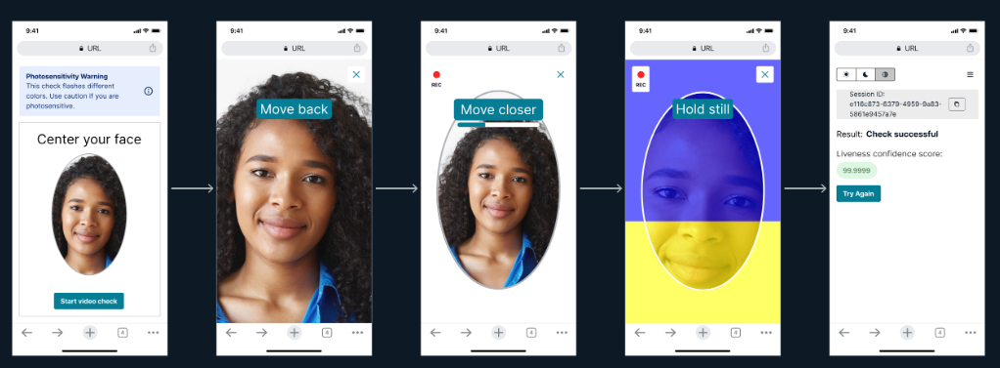 9:41
URL
Photosensitivity Warning
This check flashes different
colors. Use caution if you are
photosensitive.
Center your face
Start video check
4
9:41
URL
Move back
4
9:41
URL
REC
Move closer
4
9:41
URL
REC
Hold still
4
9:41
URL
Session ID:
e116c873-6379-4959-9a83-
5861e9457a7e
Result: Check successful
Liveness confidence score:
99.9999
Try Again
4